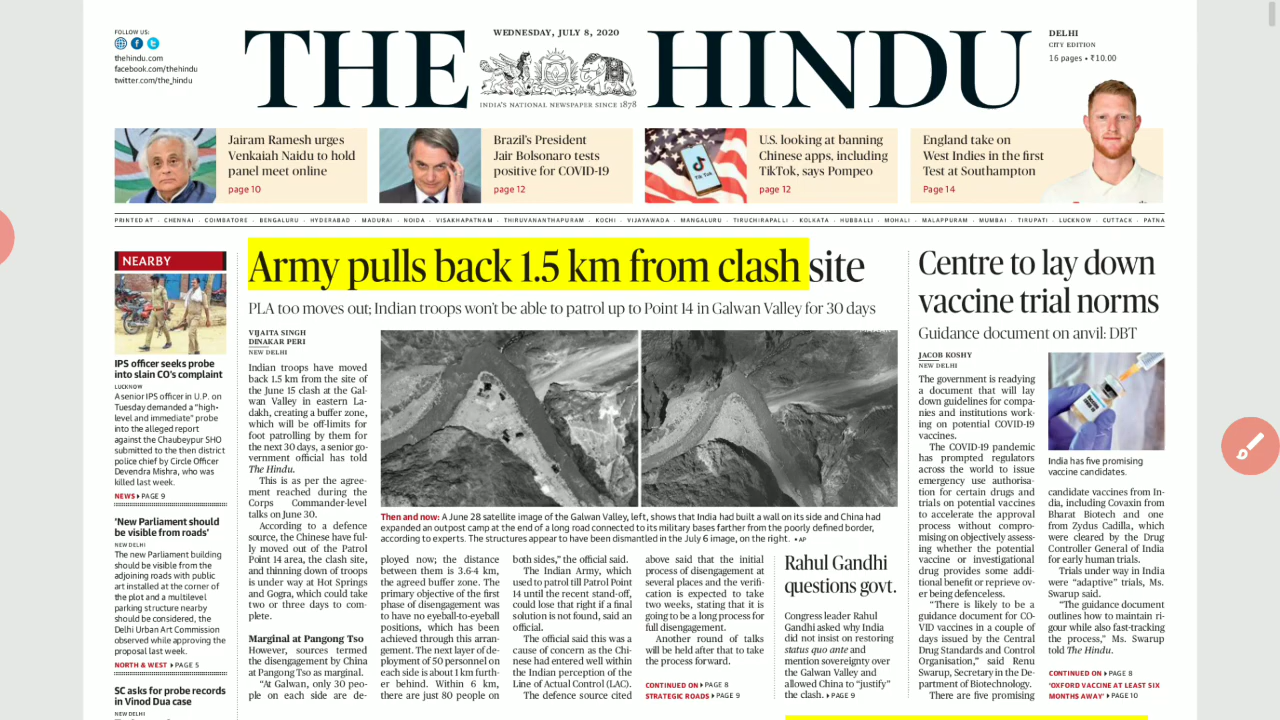 FOLLOW US:
thehindu.com
facebook.com/thehindu
twitter.com/the_hindu
THE HINDU
WEDNESDAY, JULY 8, 2020
INDIA'S NATIONAL NEWSPAPER SINCE 1878
DELHI
CITY EDITION
16 pages • ₹10.00
Jairam Ramesh urges
Venkaiah Naidu to hold
panel meet online
page 10
Brazil's President
Jair Bolsonaro tests
positive for COVID-19
page 12
TikTok
U.S. looking at banning
Chinese apps, including
TikTok, says Pompeo
page 12
England take on
West Indies in the first
Test at Southampton
Page 14
PRINTED AT · CHENNAI · COIMBATORE · BENGALURU · HYDERABAD · MADURAI · NOIDA · VISAKHAPATNAM · THIRUVANANTHAPURAM · KOCHI · VIJAYAWADA · MANGALURU · TIRUCHIRAPALLI · KOLKATA · HUBBALLI · MOHALI · MALAPPURAM · MUMBAI · TIRUPATI · LUCKNOW · CUTTACK · PATNA
NEARBY
IPS officer seeks probe
into slain CO's complaint
LUCKNOW
A senior IPS officer in U.P. on
Tuesday demanded a "high-
level and immediate" probe
into the alleged report
against the Chaubeypur SHO
submitted to the then district
police chief by Circle Officer
Devendra Mishra, who was
killed last week.
NEWS PAGE 9
'New Parliament should
be visible from roads'
NEW DELHI
The new Parliament building
should be visible from the
adjoining roads with public
art installed at the corner of
the plot and a multilevel
parking structure nearby
should be considered, the
Delhi Urban Art Commission
observed while approving the
proposal last week.
NORTH & WEST PAGE 5
SC asks for probe records
in Vinod Dua case
NEW DELHI
Army pulls back 1.5 km from clash site
PLA too moves out; Indian troops won't be able to patrol up to Point 14 in Galwan Valley for 30 days
VIJAITA SINGH
DINAKAR PERI
NEW DELHI
Indian troops have moved
back 1.5 km from the site of
the June 15 clash at the Gal-
wan Valley in eastern La-
dakh, creating a buffer zone,
which will be off-limits for
foot patrolling by them for
the next 30 days, a senior go-
vernment official has told
The Hindu.
This is as per the agree-
ment reached during the
Corps Commander-level
talks on June 30.
According to a defence
source, the Chinese have ful-
ly moved out of the Patrol
Point 14 area, the clash site,
and thinning down of troops
is under way at Hot Springs
and Gogra, which could take
two or three days to com-
plete.
Marginal at Pangong Tso
However, sources termed
the disengagement by China
at Pangong Tso as marginal.
"At Galwan, only 30 peo-
ple on each side are de-
Then and now: A June 28 satellite image of the Galwan Valley, left, shows that India had built a wall on its side and China had
expanded an outpost camp at the end of a long road connected to its military bases farther from the poorly defined border,
according to experts. The structures appear to have been dismantled in the July 6 image, on the right. • AP
ployed now; the distance
between them is 3.6-4 km,
the agreed buffer zone. The
primary objective of the first
phase of disengagement was
to have no eyeball-to-eyeball
positions, which has been
achieved through this arran-
gement. The next layer of de-
ployment of 50 personnel on
each side is about 1 km furth-
er behind. Within 6 km,
there are just 80 people on
both sides," the official said.
The Indian Army, which
used to patrol till Patrol Point
14 until the recent stand-off,
could lose that right if a final
solution is not found, said an
official.
The official said this was a
cause of concern as the Chi-
nese had entered well within
the Indian perception of the
Line of Actual Control (LAC).
The defence source cited
above said that the initial
process of disengagement at
several places and the verifi-
cation is expected to take
two weeks, stating that it is
going to be a long process for
full disengagement.
Another round of talks
will be held after that to take
the process forward.
CONTINUED ON PAGE 8
STRATEGIC ROADS PAGE 9
Rahul Gandhi
questions govt.
Congress leader Rahul
Gandhi asked why India
did not insist on restoring
status quo ante and
mention sovereignty over
the Galwan Valley and
allowed China to "justify"
the clash. PAGE 9
Centre to lay down
vaccine trial norms
Guidance document on anvil: DBT
JACOB KOSHY
NEW DELHI
The government is readying
a document that will lay
down guidelines for compa-
nies and institutions work-
ing on potential COVID-19
vaccines.
The COVID-19 pandemic
has prompted regulators
across the world to issue
emergency use authorisa-
tion for certain drugs and
trials on potential vaccines
to accelerate the approval
process without compro-
mising on objectively assess-
ing whether the potential
vaccine or investigational
drug provides some addi-
tional benefit or reprieve ov-
er being defenceless.
"There is likely to be a
guidance document for CO-
VID vaccines in a couple of
days issued by the Central
Drug Standards and Control
Organisation," said Renu
Swarup, Secretary in the De-
partment of Biotechnology.
There are five promising
India has five promising
vaccine candidates.
candidate vaccines from In-
dia, including Covaxin from
Bharat Biotech and one
from Zydus Cadilla, which
were cleared by the Drug
Controller General of India
for early human trials.
Trials under way in India
were "adaptive" trials, Ms.
Swarup said.
"The guidance document
outlines how to maintain ri-
gour while also fast-tracking
the process," Ms. Swarup
told The Hindu.
CONTINUED ON PAGE 8
'OXFORD VACCINE AT LEAST SIX
MONTHS AWAY' PAGE 10